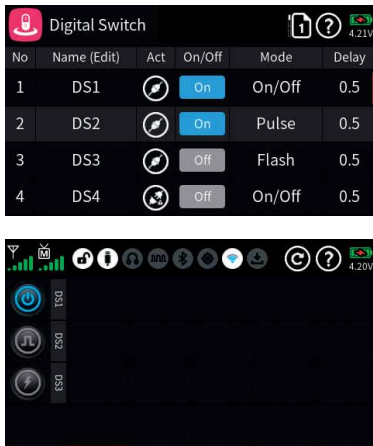 Digital Switch 1 ? 4.21V
No Name (Edit) Act On/Off Mode Delay
1 DS1 On On/Off 0.5
2 DS2 On Pulse 0.5
3 DS3 Off Flash 0.5
4 DS4 Off On/Off 0.5
M ? 4.20V
DS1
DS2
DS3